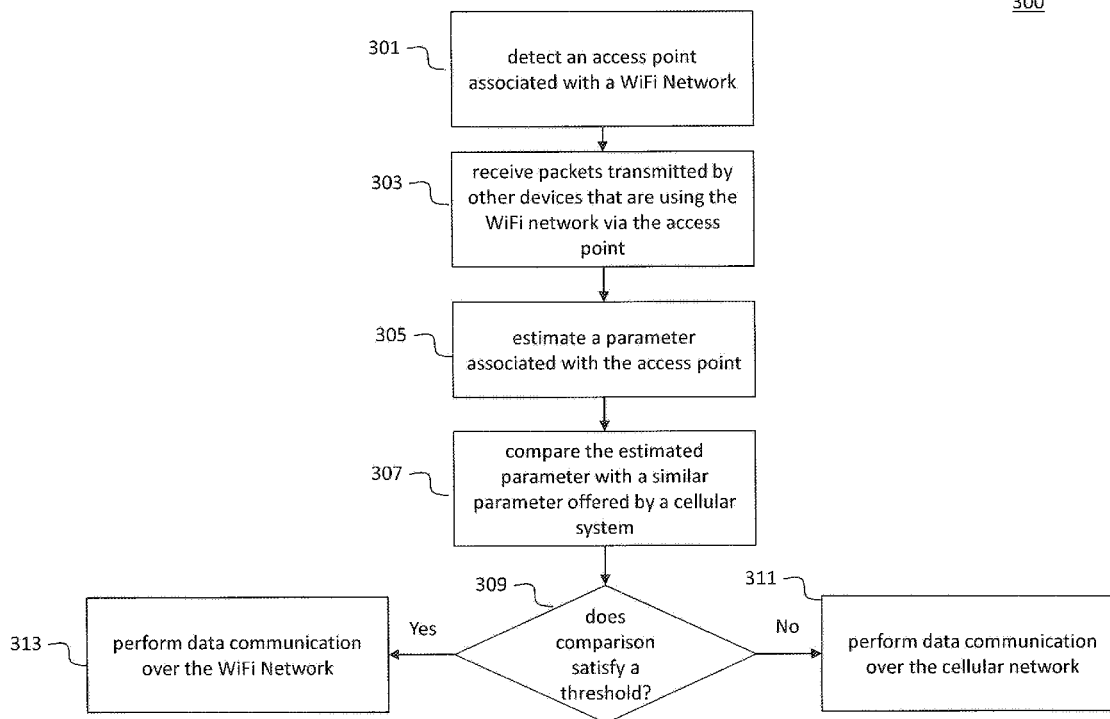 300
301
detect an access point
associated with a WiFi Network
303
receive packets transmitted by
other devices that are using the
WiFi network via the access
point
305
estimate a parameter
associated with the access point
307
compare the estimated
parameter with a similar
parameter offered by a cellular
system
309
does
comparison
satisfy a
threshold?
Yes
No
313
perform data communication
over the WiFi Network
311
perform data communication
over the cellular network